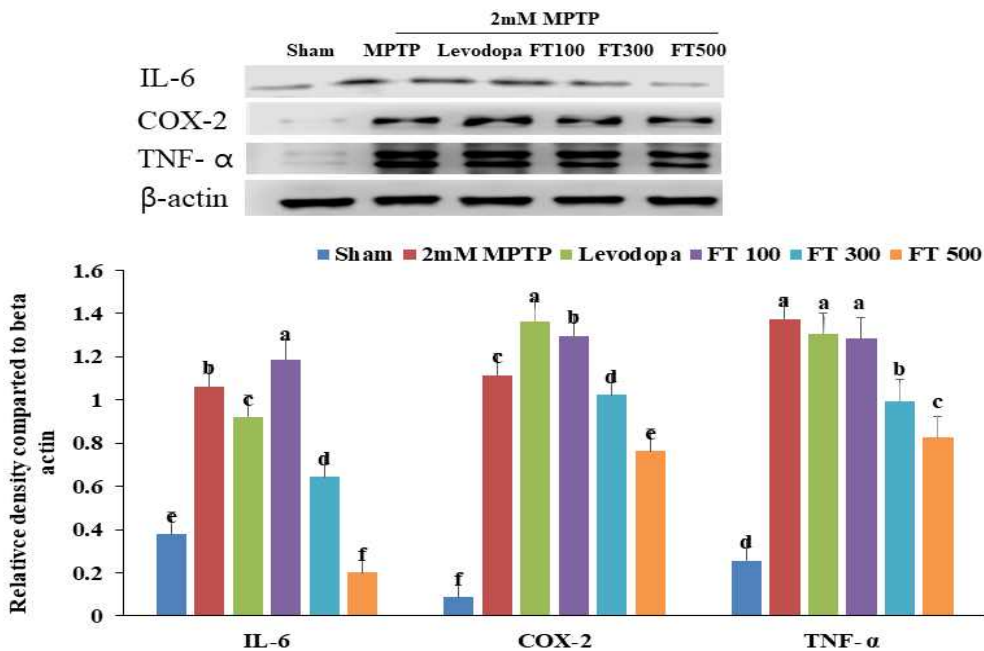 2mM MPTP
Sham MPTP Levodopa FT100 FT300 FT500
IL-6
COX-2
TNF- α
β-actin
Sham 2mM MPTP Levodopa FT 100 FT 300 FT 500
Relativce density comparted to beta
actin
1.6
1.4
1.2
1
0.8
0.6
0.4
0.2
0
e b c a d f
f c a b d e
d a a a b c
IL-6 COX-2 TNF- α